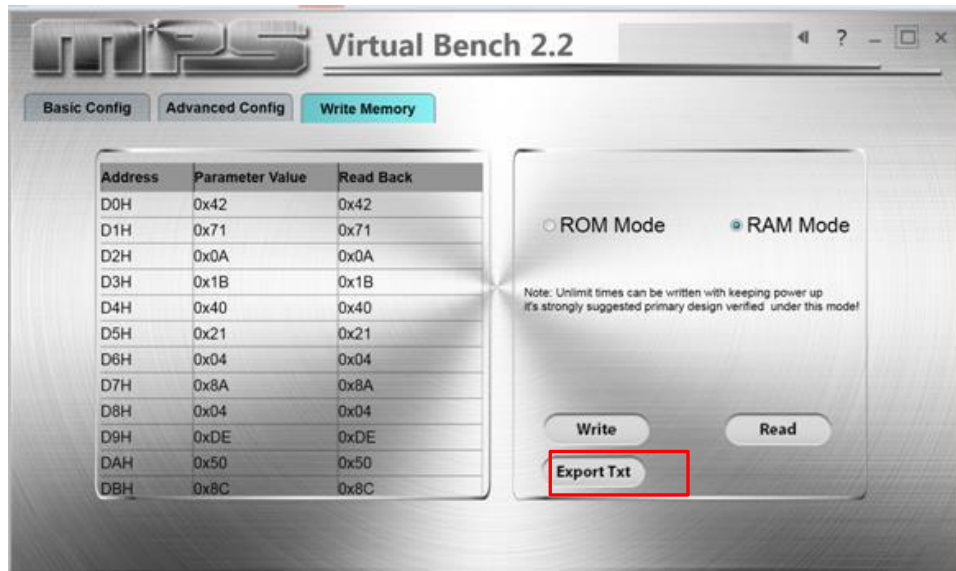 MPS Virtual Bench 2.2
?
Basic Config Advanced Config Write Memory
Address Parameter Value Read Back
D0H 0x42 0x42
D1H 0x71 0x71
D2H 0x0A 0x0A
D3H 0x1B 0x1B
D4H 0x40 0x40
D5H 0x21 0x21
D6H 0x04 0x04
D7H 0x8A 0x8A
D8H 0x04 0x04
D9H 0xDE 0xDE
DAH 0x50 0x50
DBH 0x8C 0x8C
ROM Mode RAM Mode
Note: Unlimit times can be written with keeping power up
it's strongly suggested primary design verified under this mode!
Write Read
Export Txt